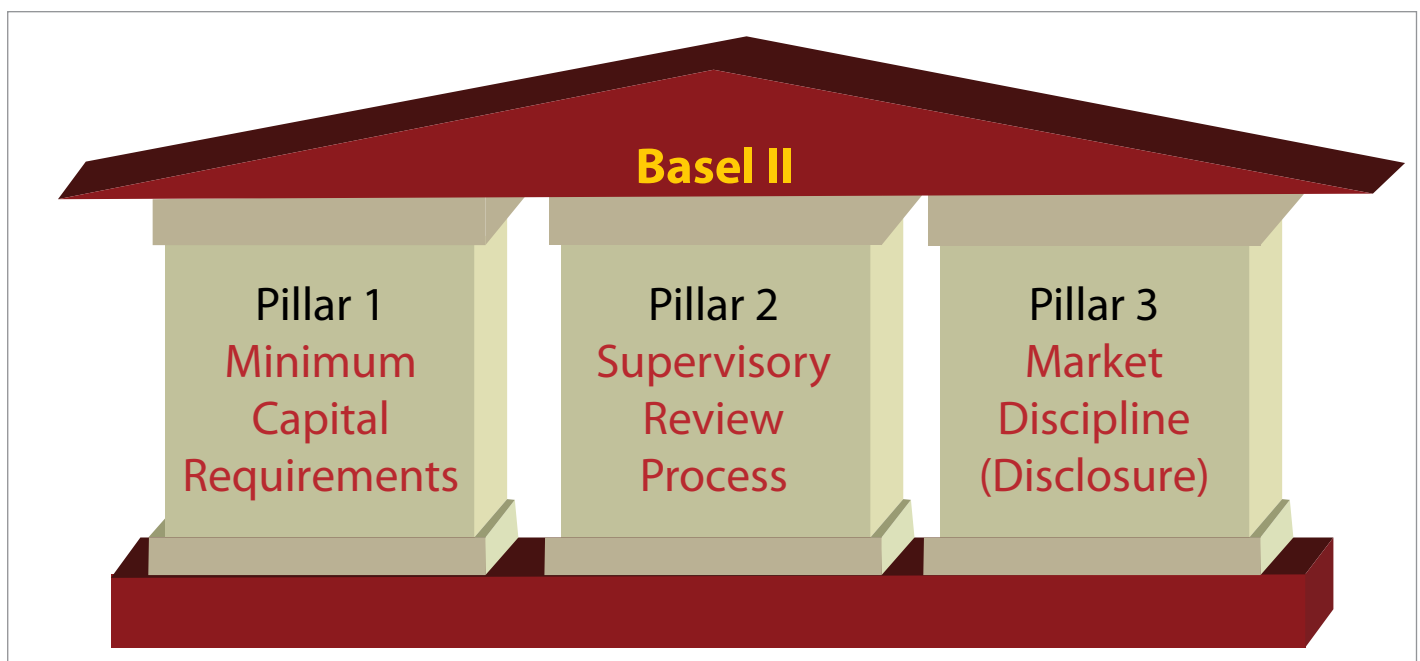 Basel II
Pillar 1
Minimum
Capital
Requirements
Pillar 2
Supervisory
Review
Process
Pillar 3
Market
Discipline
(Disclosure)